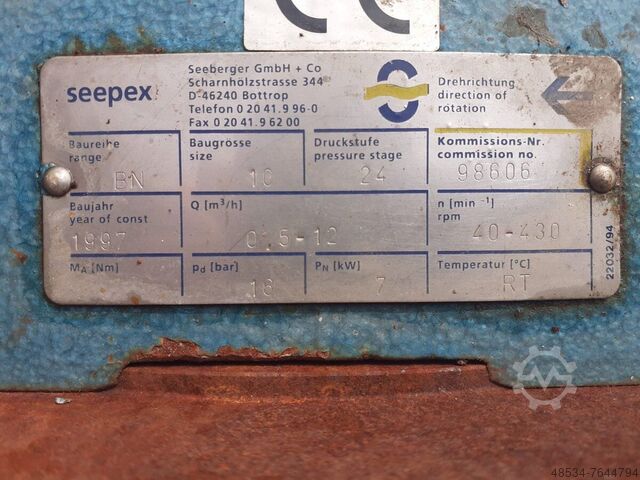 CE
seepex
Seeberger GmbH + Co
Scharnhölzstrasse 344
D-46240 Bottrop
Telefon 0 20 41.9 96-0
Fax 0 20 41.9 62 00
Drehrichtung
direction of
rotation
Baureihe
range
BN
Baugrösse
size
10
Druckstufe
pressure stage
24
Kommissions-Nr.
commission no.
98606
Baujahr
year of const
1997
Q [m³/h]
0.5-12
n [min -1]
rpm
40-430
MA [Nm]
pd [bar]
16
PN [kW]
7
Temperatur [°C]
RT
22032/94
48534-7644794